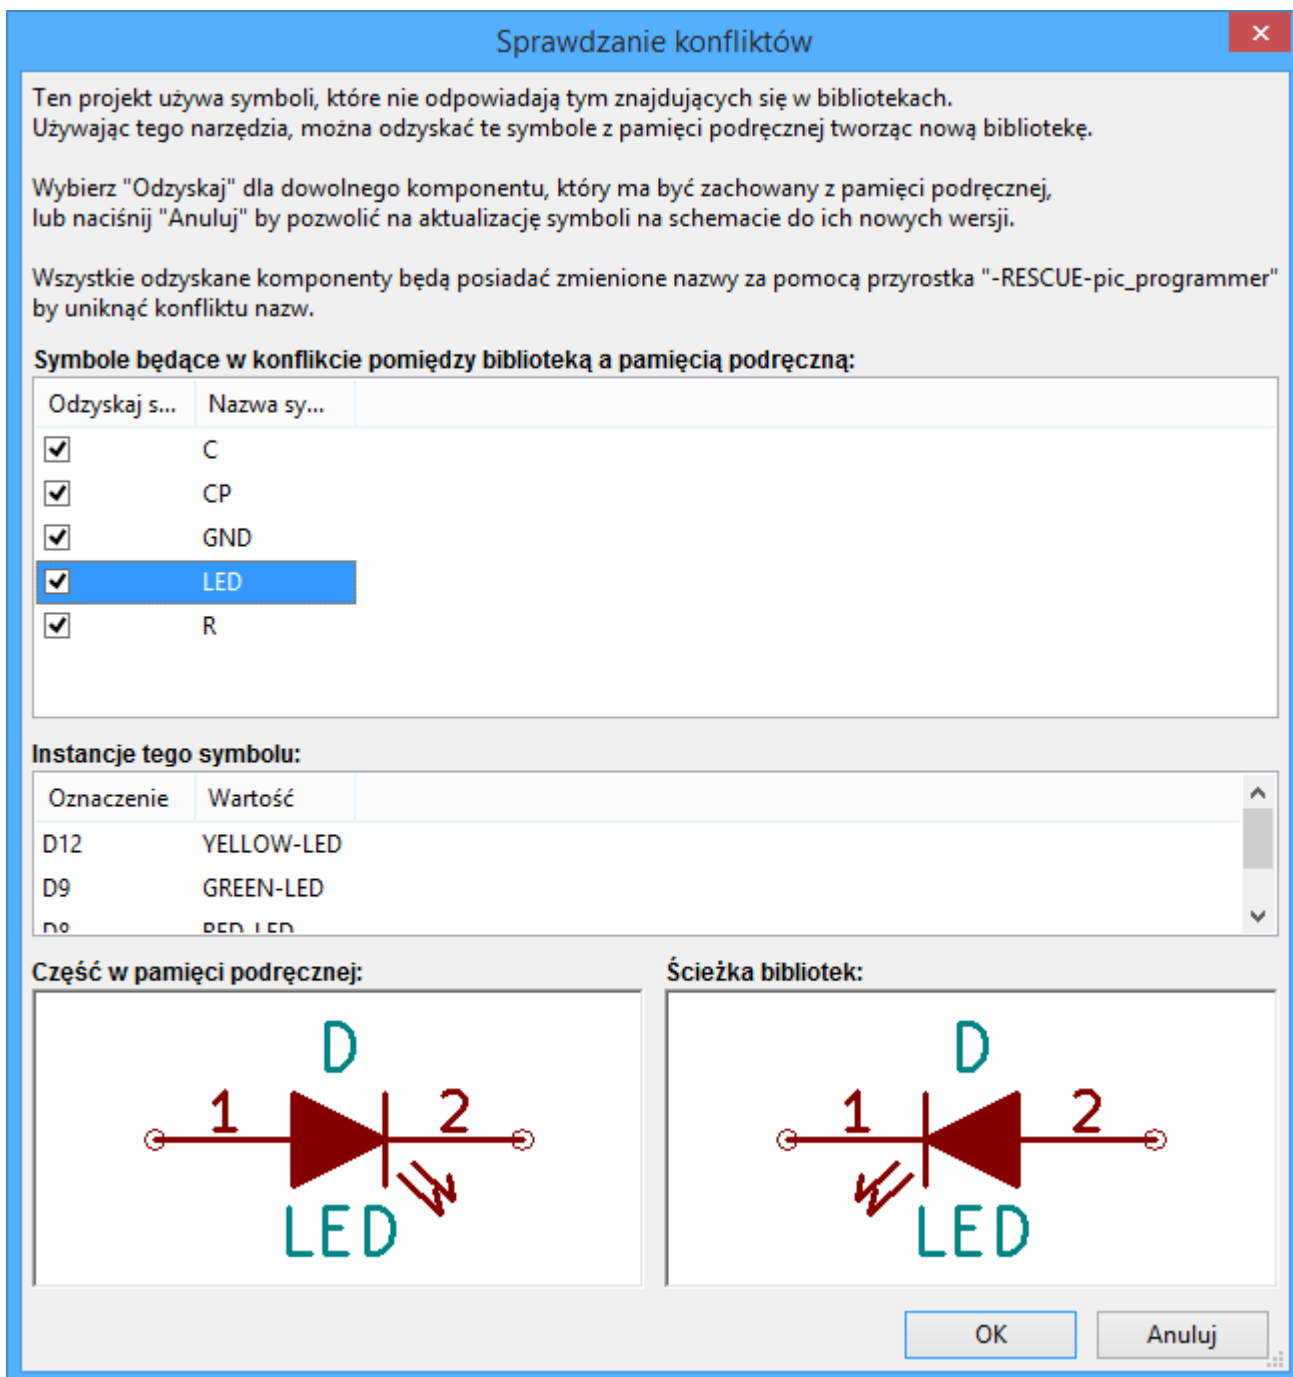 Sprawdzanie konfliktów
Ten projekt używa symboli, które nie odpowiadają tym znajdujących się w bibliotekach.
Używając tego narzędzia, można odzyskać te symbole z pamięci podręcznej tworząc nową bibliotekę.
Wybierz "Odzyskaj" dla dowolnego komponentu, który ma być zachowany z pamięci podręcznej,
lub naciśnij "Anuluj" by pozwolić na aktualizację symboli na schemacie do ich nowych wersji.
Wszystkie odzyskane komponenty będą posiadać zmienione nazwy za pomocą przyrostka "-RESCUE-pic_programmer"
by uniknąć konfliktu nazw.
Symbole będące w konflikcie pomiędzy biblioteką a pamięcią podręczną:
Odzyskaj s... Nazwa sy...
C
CP
GND
LED
R
Instancje tego symbolu:
Oznaczenie Wartość
D12 YELLOW-LED
D9 GREEN-LED
D8 RED-LED
Część w pamięci podręcznej: Ścieżka bibliotek:
D D
1 2 1 2
LED LED
OK Anuluj